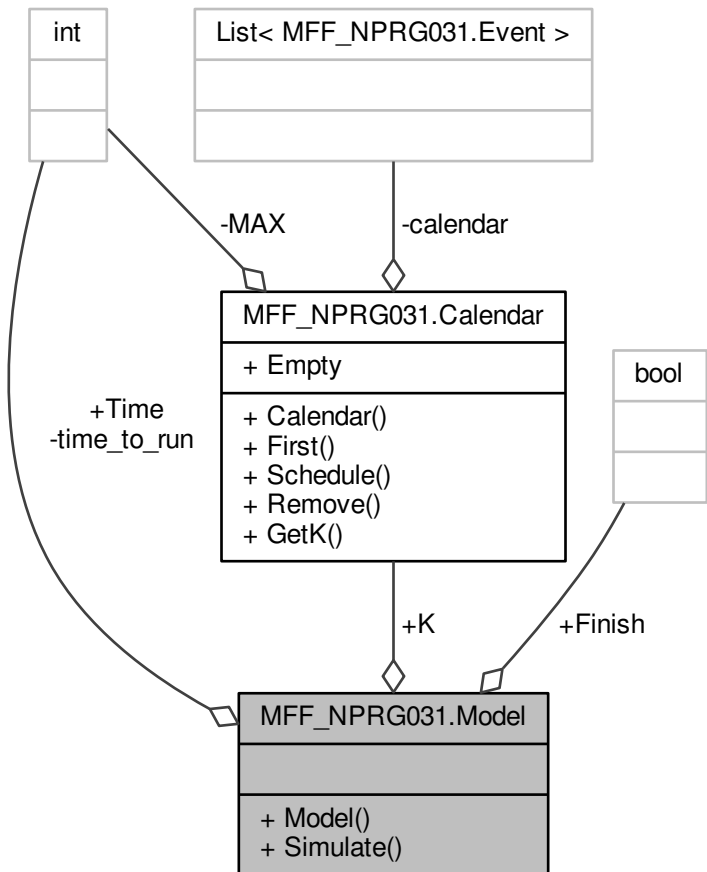 int
List< MFF_NPRG031.Event >
-MAX
-calendar
MFF_NPRG031.Calendar
+ Empty
+ Calendar()
+ First()
+ Schedule()
+ Remove()
+ GetK()
bool
+Time
-time_to_run
+K
+Finish
MFF_NPRG031.Model
+ Model()
+ Simulate()